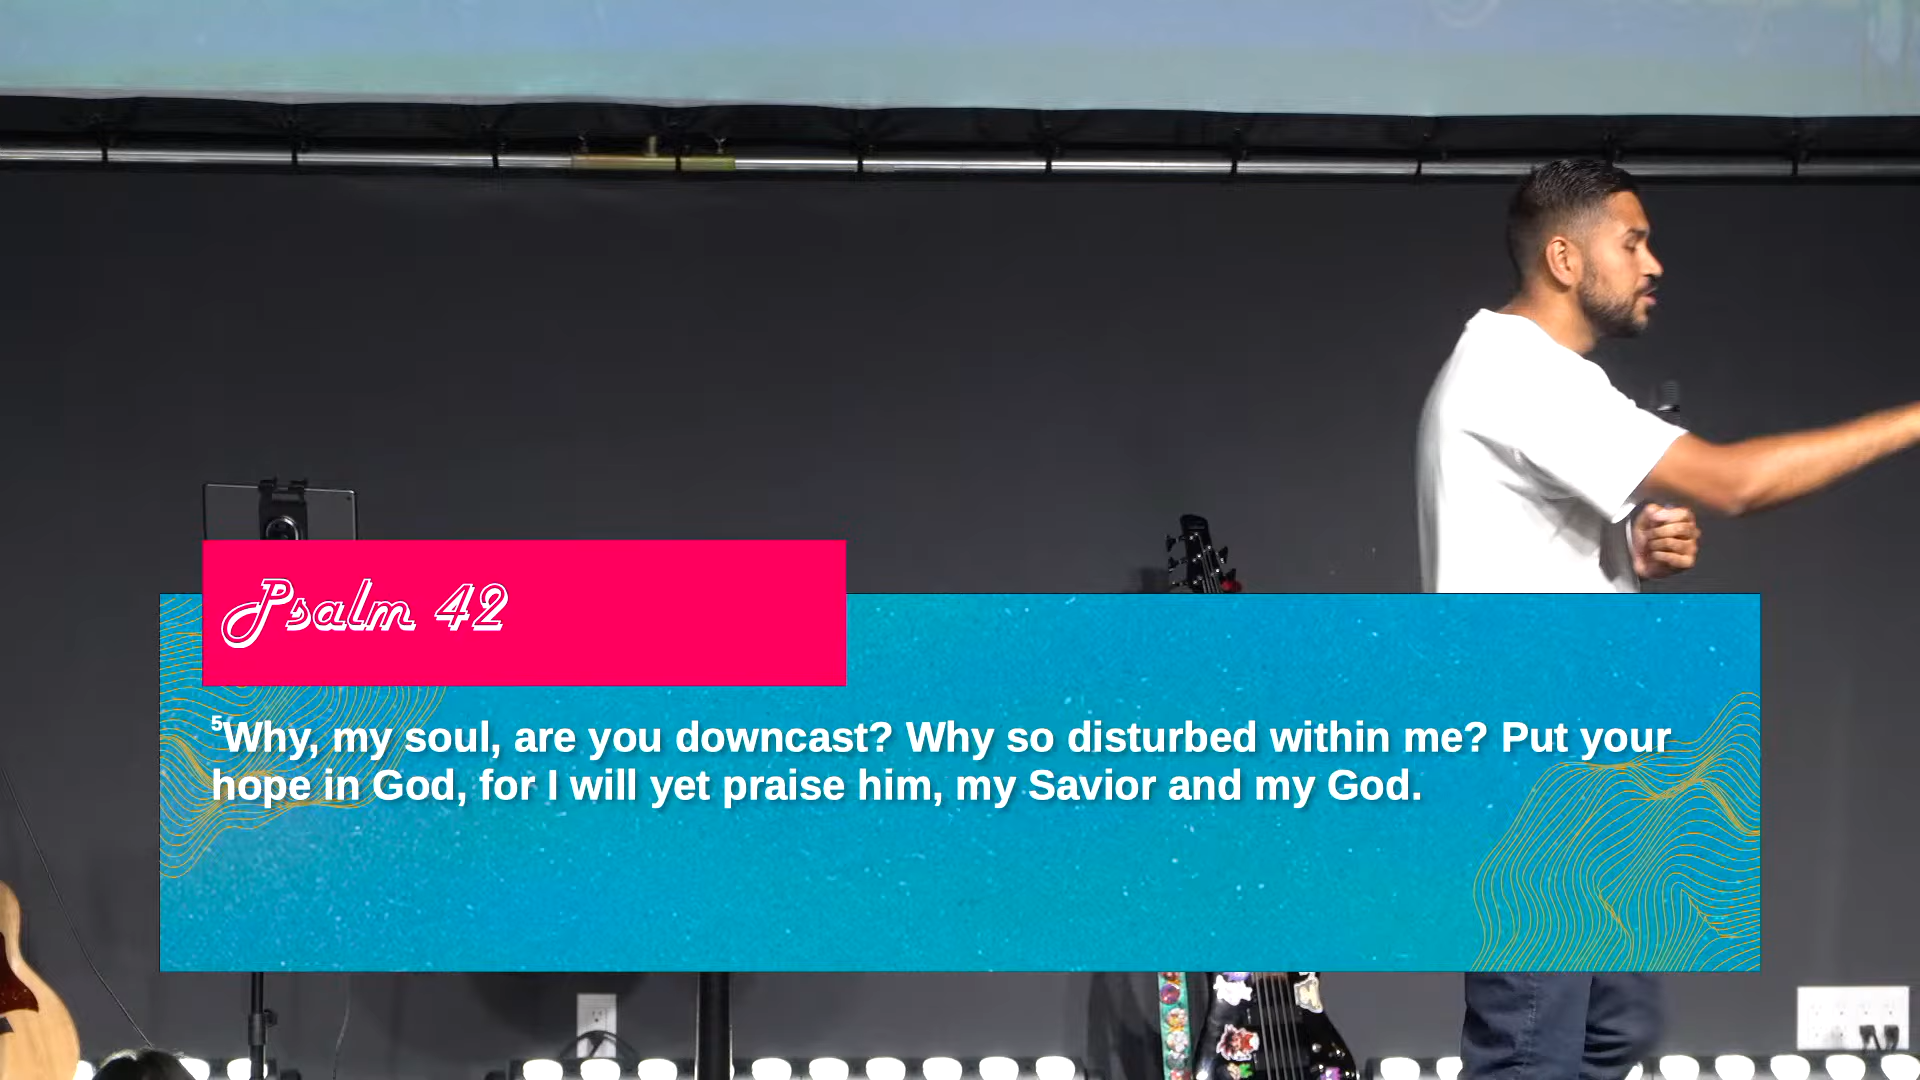 Psalm 42
5Why, my soul, are you downcast? Why so disturbed within me? Put your
hope in God, for I will yet praise him, my Savior and my God.